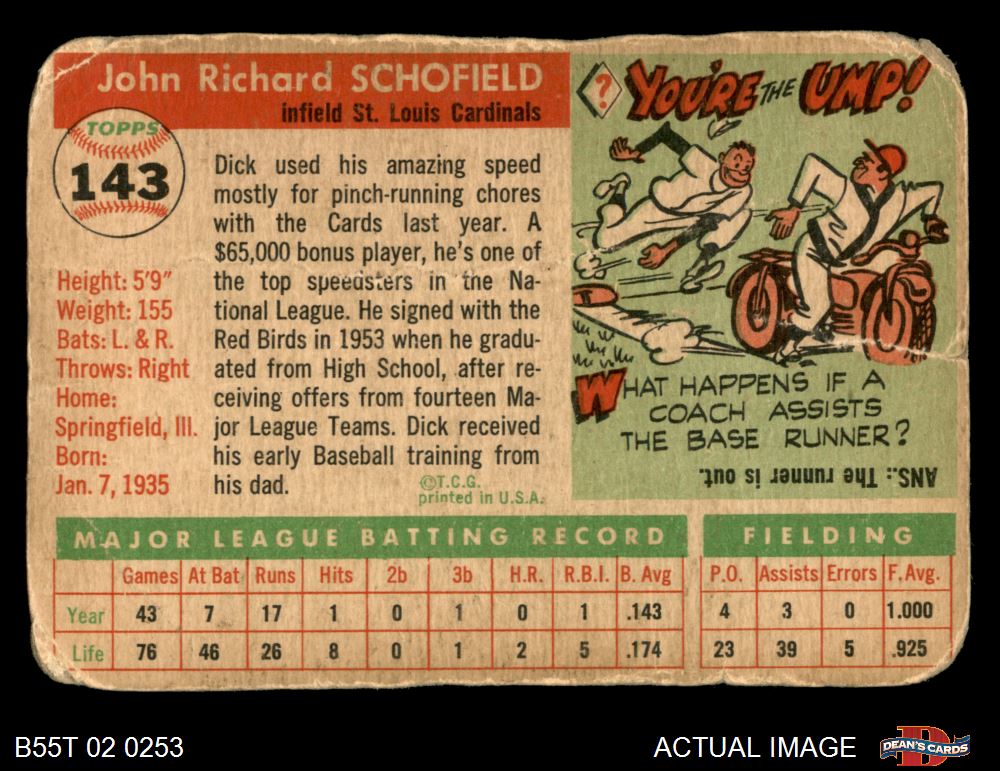 John Richard SCHOFIELD
infield St. Louis Cardinals
TOPPS
143
Height: 5'9"
Weight: 155
Bats: L. & R.
Throws: Right
Home:
Springfield, Ill.
Born:
Jan. 7, 1935
Dick used his amazing speed
mostly for pinch-running chores
with the Cards last year. A
$65,000 bonus player, he's one of
the top speedsters in the Na-
tional League. He signed with the
Red Birds in 1953 when he gradu-
ated from High School, after re-
ceiving offers from fourteen Ma-
jor League Teams. Dick received
his early Baseball training from
his dad.
©T.C.G.
printed in U.S.A.
?
YOU'RE THE UMP!
WHAT HAPPENS IF A
COACH ASSISTS
THE BASE RUNNER?
ANS.: The runner is out.
MAJOR LEAGUE BATTING RECORD
FIELDING
Games At Bat Runs Hits 2b 3b H.R. R.B.I. B. Avg P.O. Assists Errors F. Avg.
Year 43 7 17 1 0 1 0 1 .143 4 3 0 1.000
Life 76 46 26 8 0 1 2 5 .174 23 39 5 .925
B55T 02 0253
ACTUAL IMAGE
D
DEAN'S CARDS